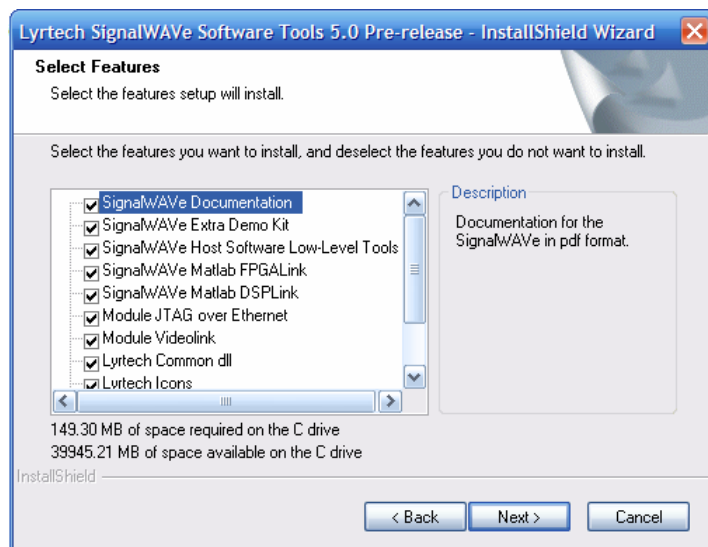 Lyrtech SignalWAVe Software Tools 5.0 Pre-release - InstallShield Wizard
Select Features
Select the features setup will install.
Select the features you want to install, and deselect the features you do not want to install.
SignalWAVe Documentation
SignalWAVe Extra Demo Kit
SignalWAVe Host Software Low-Level Tools
SignalWAVe Matlab FPGALink
SignalWAVe Matlab DSPLink
Module JTAG over Ethernet
Module Videolink
Lyrtech Common dll
Lyrtech Icons
Description
Documentation for the
SignalWAVe in pdf format.
149.30 MB of space required on the C drive
39945.21 MB of space available on the C drive
InstallShield
< Back
Next >
Cancel